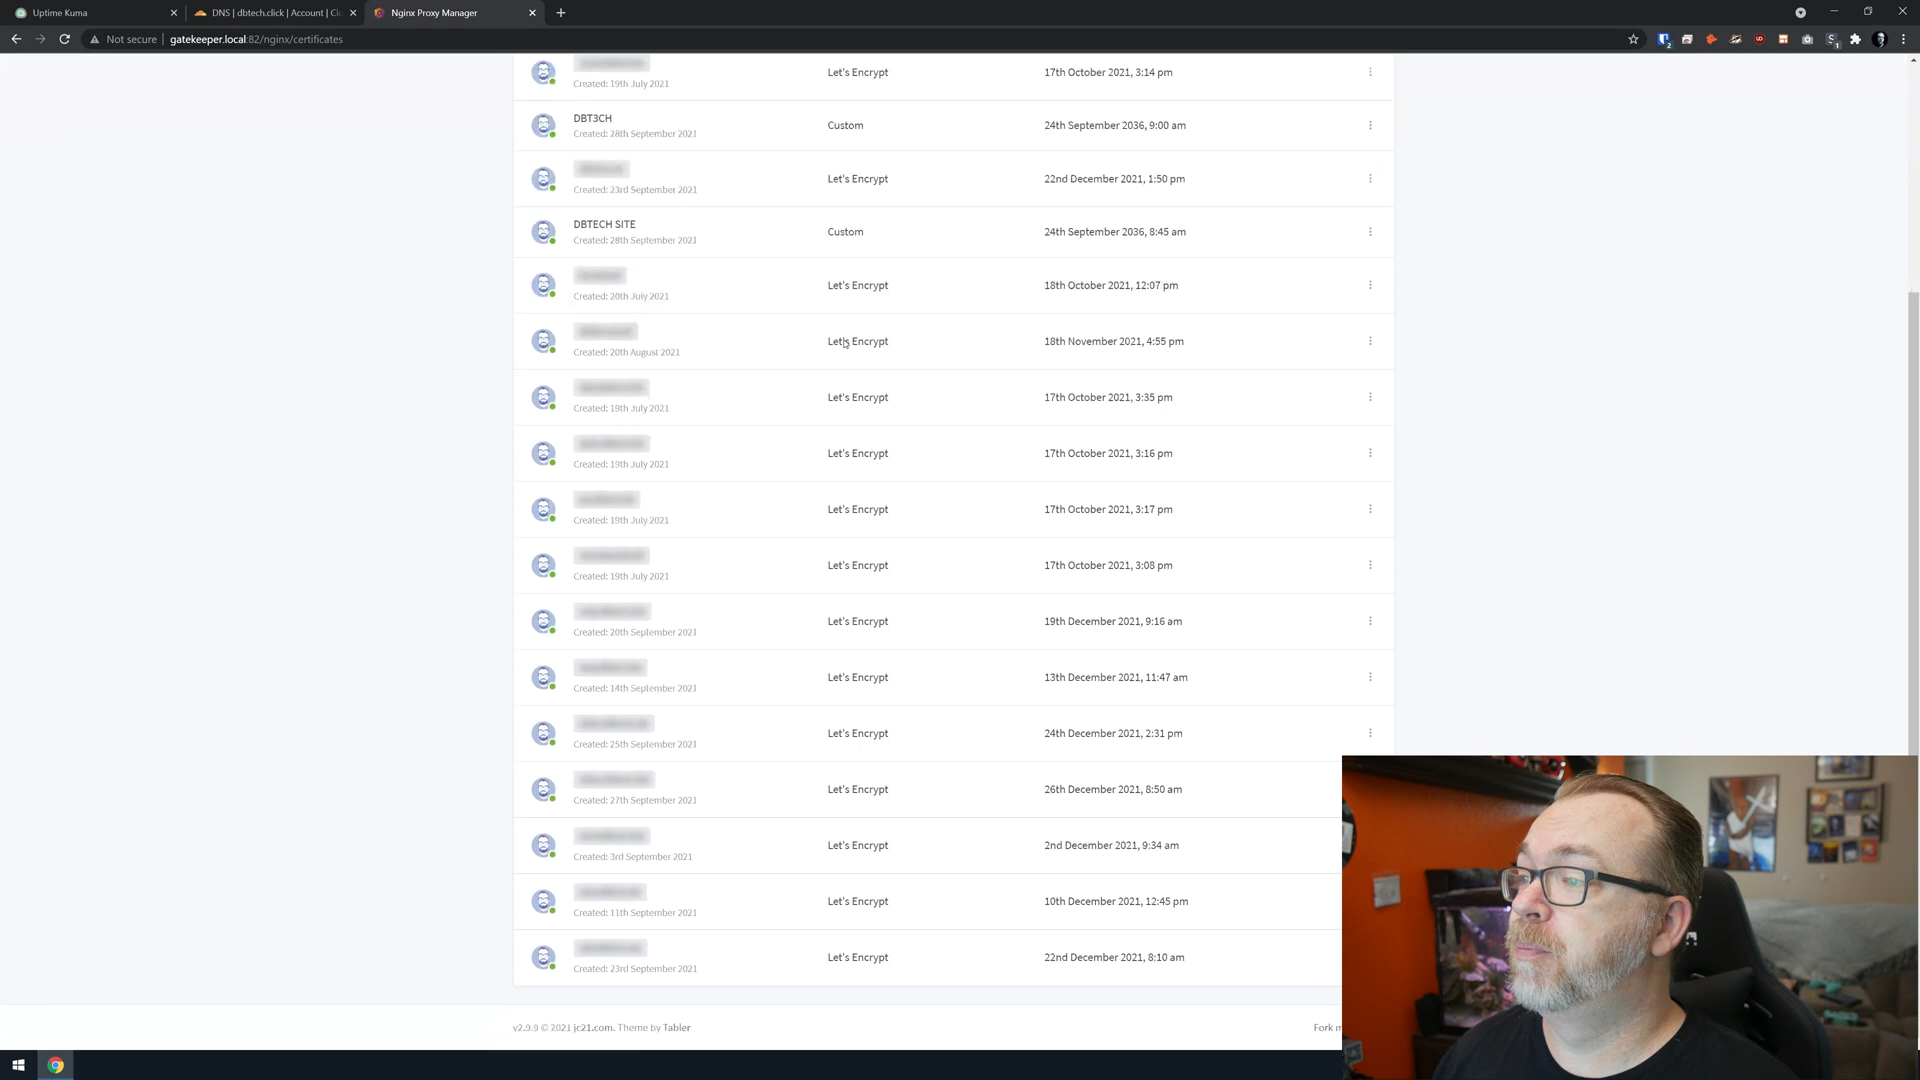 Uptime Kuma
DNS | dbtech.click | Account | Clo
Nginx Proxy Manager
Not secure
gatekeeper.local:82/nginx/certificates
Let's Encrypt
17th October 2021, 3:14 pm
Created: 19th July 2021
DBT3CH
Created: 28th September 2021
Custom
24th September 2036, 9:00 am
Let's Encrypt
22nd December 2021, 1:50 pm
Created: 23rd September 2021
DBTECH SITE
Created: 28th September 2021
Custom
24th September 2036, 8:45 am
Let's Encrypt
18th October 2021, 12:07 pm
Created: 20th July 2021
Let's Encrypt
18th November 2021, 4:55 pm
Created: 20th August 2021
Let's Encrypt
17th October 2021, 3:35 pm
Created: 19th July 2021
Let's Encrypt
17th October 2021, 3:16 pm
Created: 19th July 2021
Let's Encrypt
17th October 2021, 3:17 pm
Created: 19th July 2021
Let's Encrypt
17th October 2021, 3:08 pm
Created: 19th July 2021
Let's Encrypt
19th December 2021, 9:16 am
Created: 20th September 2021
Let's Encrypt
13th December 2021, 11:47 am
Created: 14th September 2021
Let's Encrypt
24th December 2021, 2:31 pm
Created: 25th September 2021
Let's Encrypt
26th December 2021, 8:50 am
Created: 27th September 2021
Let's Encrypt
2nd December 2021, 9:34 am
Created: 3rd September 2021
Let's Encrypt
10th December 2021, 12:45 pm
Created: 11th September 2021
Let's Encrypt
22nd December 2021, 8:10 am
Created: 23rd September 2021
v2.9.9 © 2021 jc21.com. Theme by Tabler
Fork m